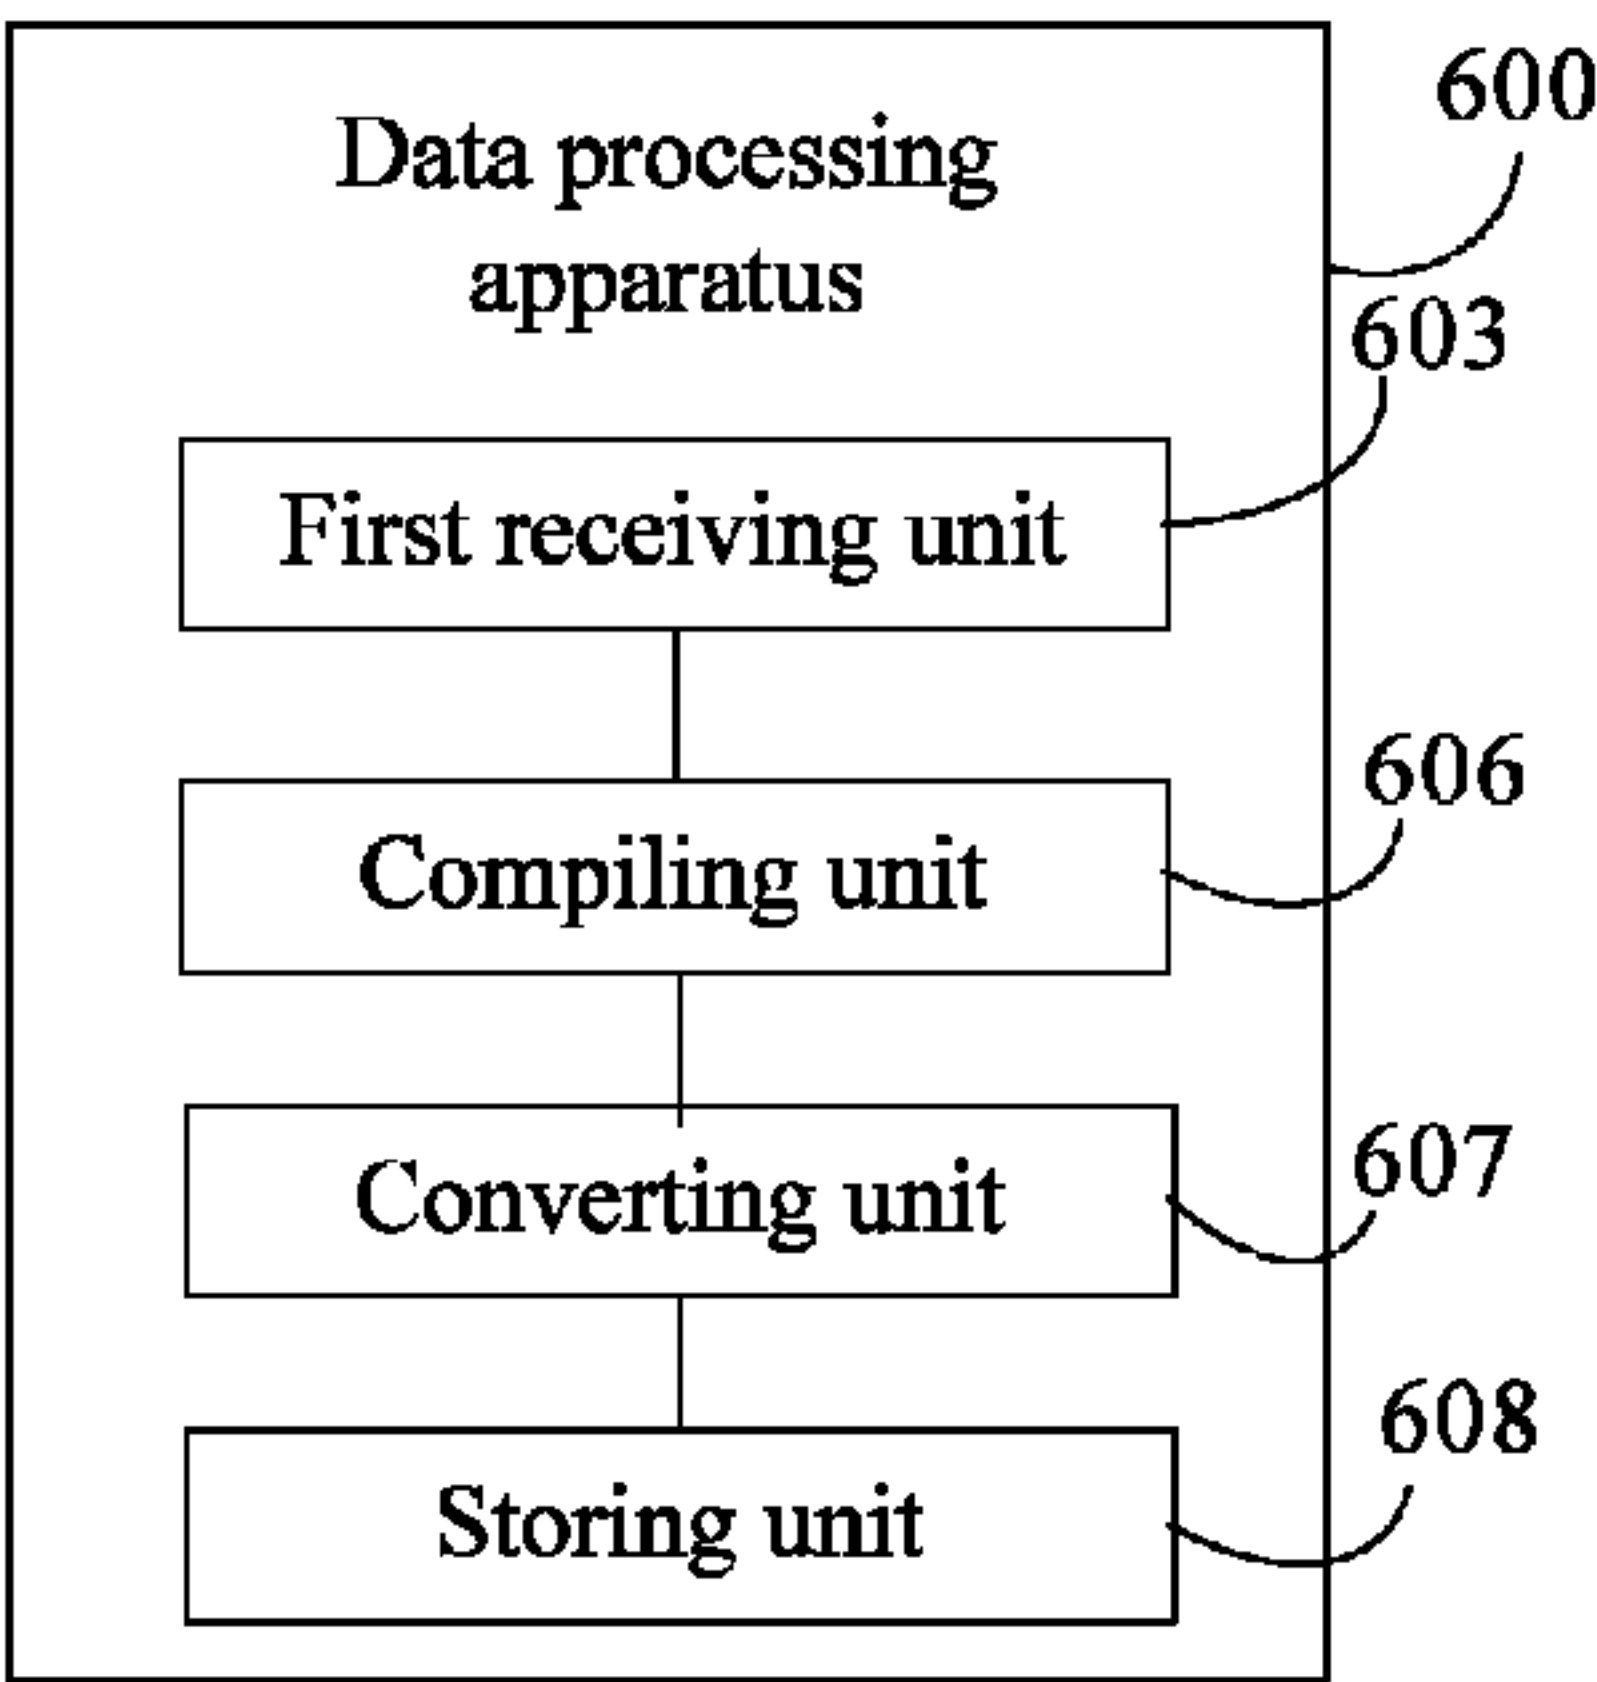 600
Data processing
apparatus
603
First receiving unit
606
Compiling unit
607
Converting unit
608
Storing unit